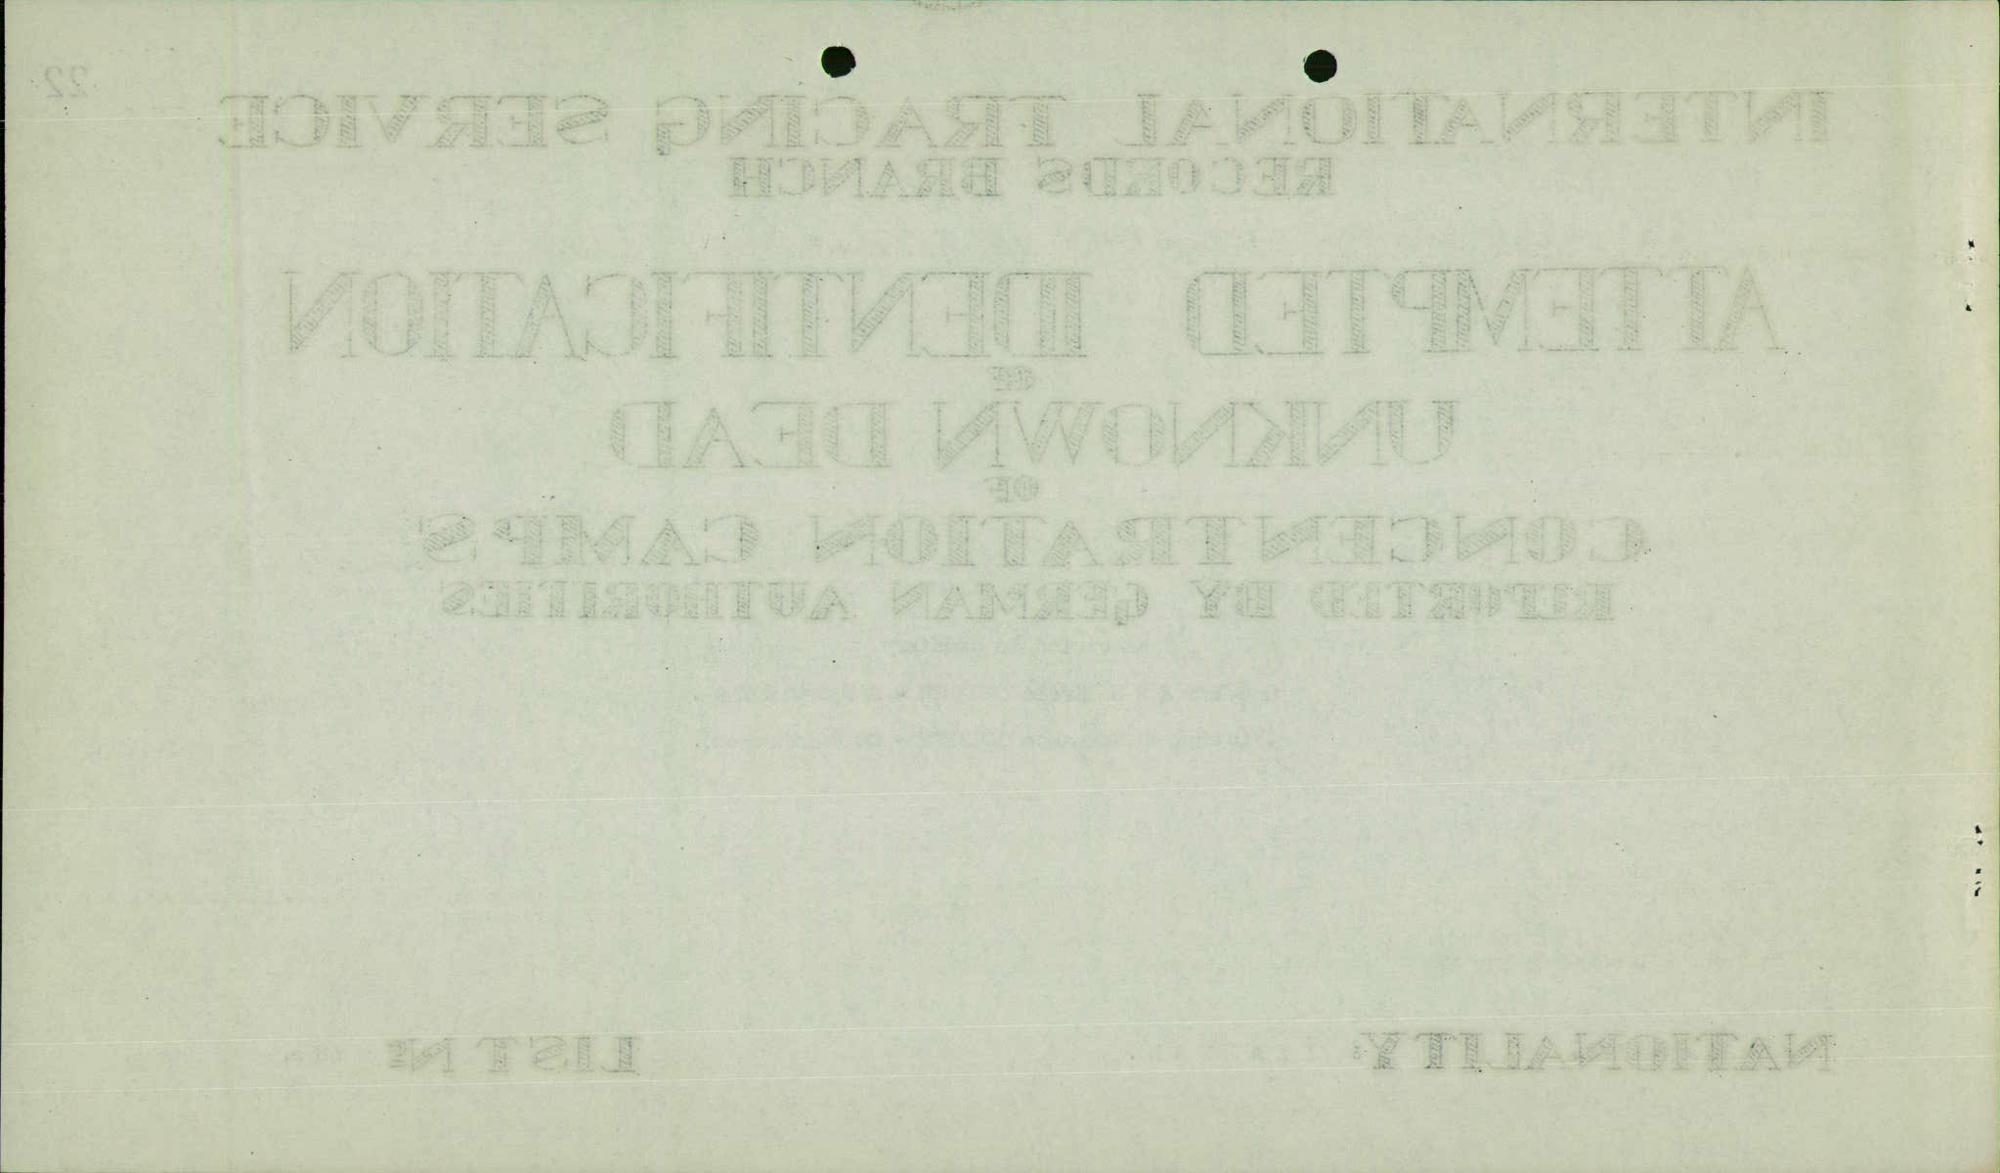 22
INTERNATIONAL TRACING SERVICE
RECORDS BRANCH
ATTEMPTED IDENTIFICATION
OF
UNKNOWN DEAD
OF
CONCENTRATION CAMPS
REPORTED BY GERMAN AUTHORITIES
NATIONALITY:
LIST Nº